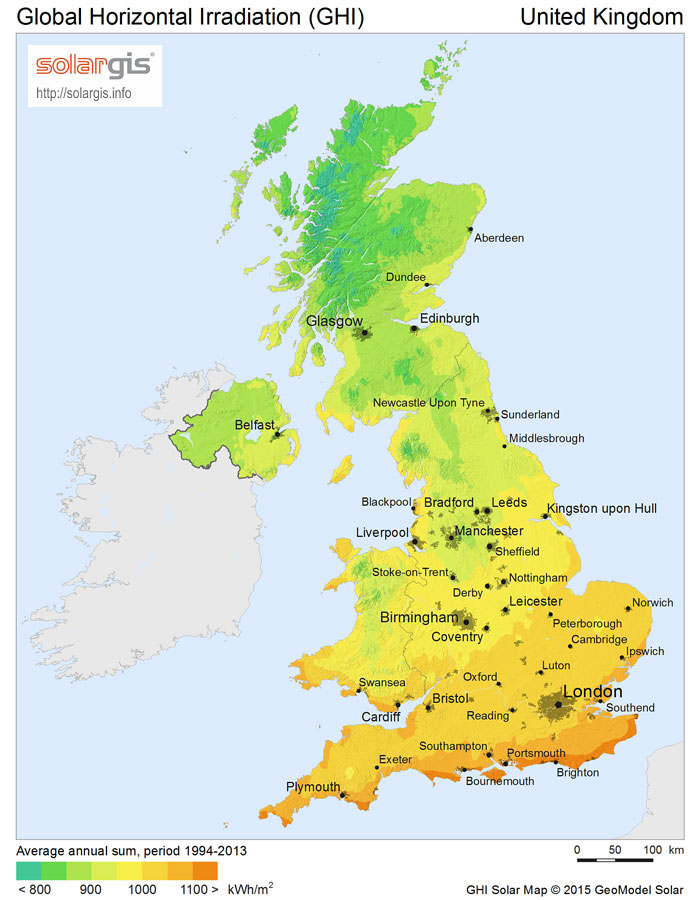 Global Horizontal Irradiation (GHI) United Kingdom
solargis
http://solargis.info
Aberdeen
Dundee
Glasgow
Edinburgh
Newcastle Upon Tyne
Sunderland
Belfast
Middlesbrough
Blackpool
Bradford
Leeds
Kingston upon Hull
Liverpool
Manchester
Sheffield
Stoke-on-Trent
Nottingham
Derby
Leicester
Norwich
Birmingham
Peterborough
Coventry
Cambridge
Ipswich
Luton
Swansea
Oxford
London
Bristol
Southend
Cardiff
Reading
Southampton
Portsmouth
Exeter
Brighton
Bournemouth
Plymouth
Average annual sum, period 1994-2013
0 50 100 km
< 800 900 1000 1100 > kWh/m²
GHI Solar Map © 2015 GeoModel Solar